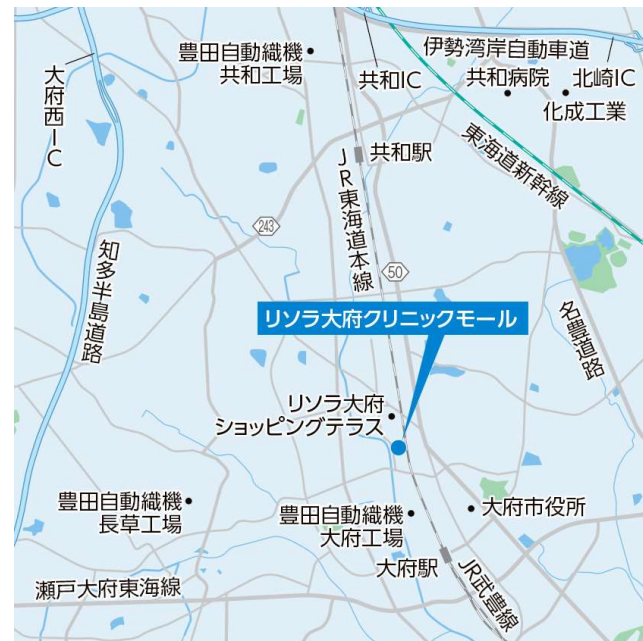 豊田自動織機
共和工場
伊勢湾岸自動車道
大府西IC
共和IC
共和病院
北崎IC
化成工業
共和駅
東海道新幹線
JR東海道本線
243
知多半島道路
50
リソラ大府クリニックモール
名豊道路
リソラ大府
ショッピングテラス
豊田自動織機
長草工場
豊田自動織機
大府工場
大府市役所
大府駅
瀬戸大府東海線
JR武豊線